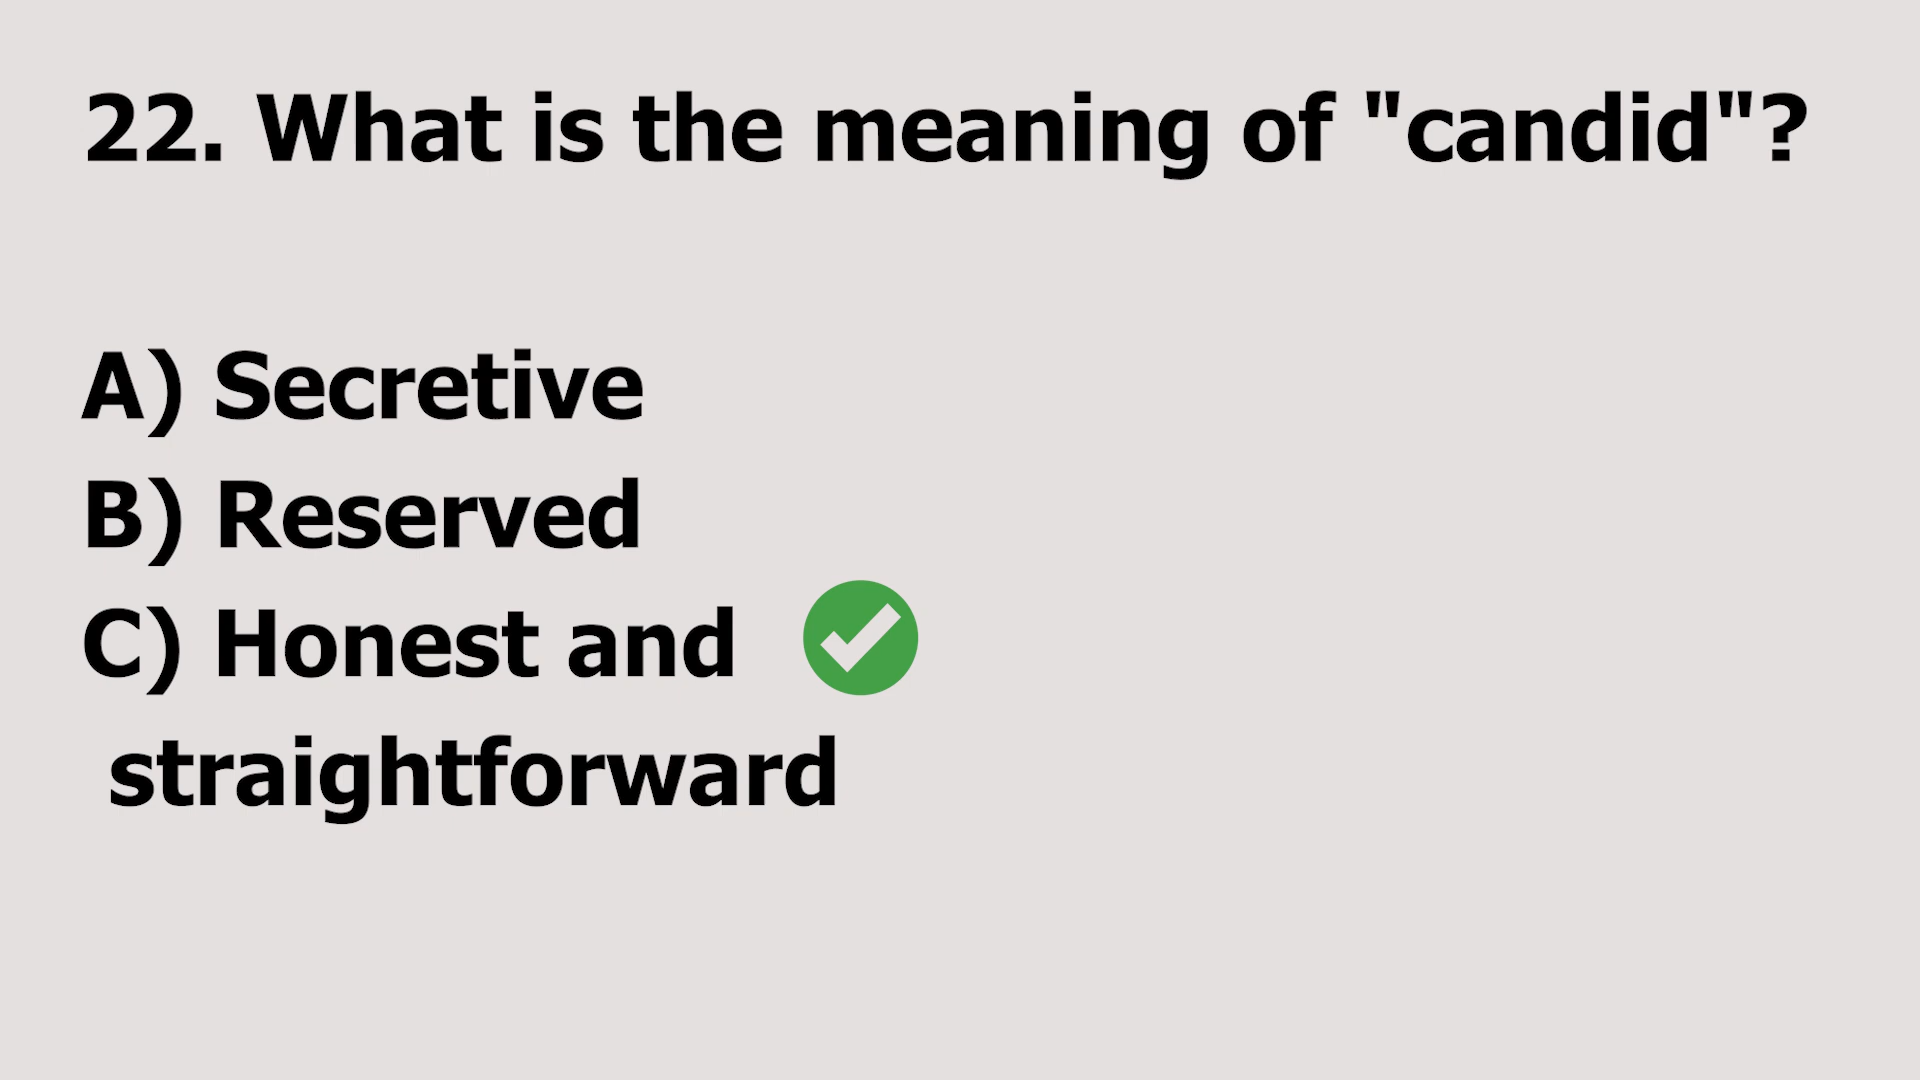 22. What is the meaning of "candid"?
A) Secretive
B) Reserved
C) Honest and
straightforward